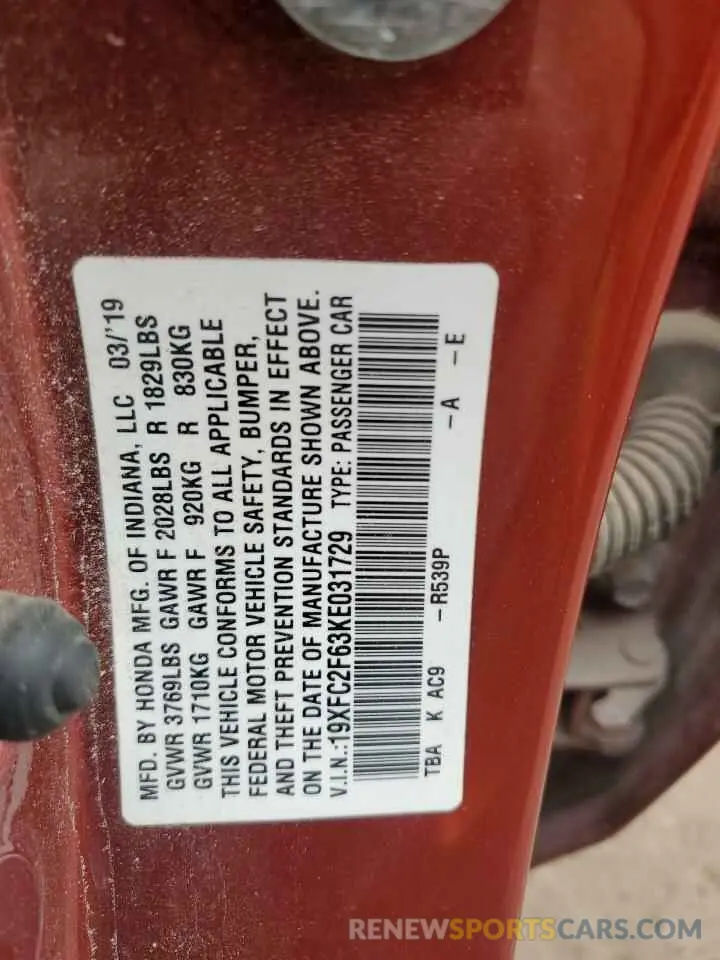 MFD. BY HONDA MFG. OF INDIANA, LLC 03/'19
GVWR 3769LBS GAWR F 2028LBS R 1829LBS
GVWR 1710KG GAWR F 920KG R 830KG
THIS VEHICLE CONFORMS TO ALL APPLICABLE
FEDERAL MOTOR VEHICLE SAFETY, BUMPER,
AND THEFT PREVENTION STANDARDS IN EFFECT
ON THE DATE OF MANUFACTURE SHOWN ABOVE.
V.I.N.:19XFC2F63KE031729 TYPE: PASSENGER CAR
TBA K AC9 -R539P -A -E
RENEWSPORTSCARS.COM